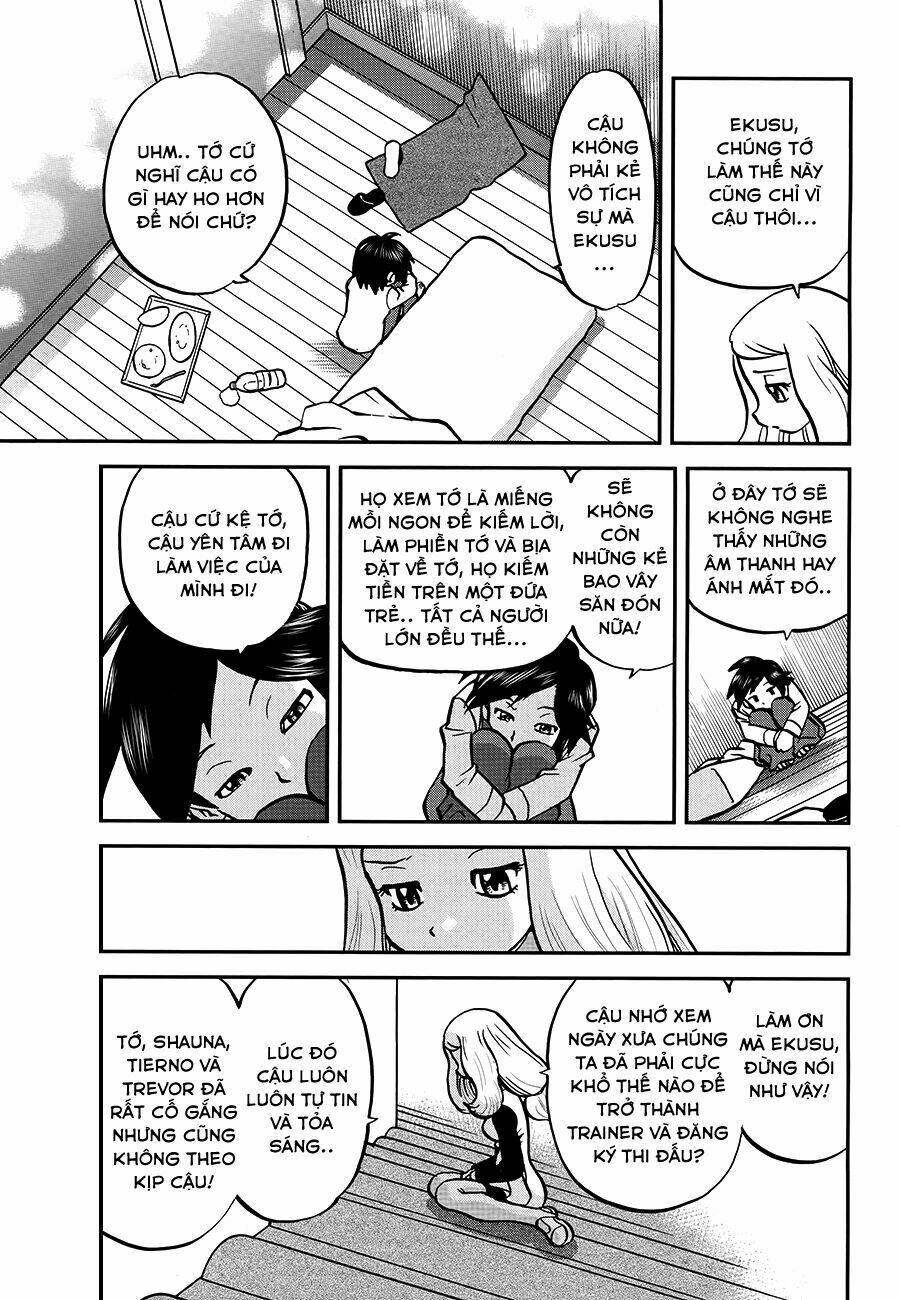 EKUSU,
CHÚNG TỚ
LÀM THẾ NÀY
CŨNG CHỈ VÌ
CẬU THÔI...
CẬU
KHÔNG
PHẢI KẺ
VÔ TÍCH
SỰ MÀ
EKUSU
...
UHM.. TỚ CỨ
NGHĨ CẬU CÓ
GÌ HAY HO HƠN
ĐỂ NÓI CHỨ?
Ở ĐÂY TỚ SẼ
KHÔNG NGHE
THẤY NHỮNG
ÂM THANH HAY
ÁNH MẮT ĐÓ..
SẼ
KHÔNG
CÒN
NHỮNG KẺ
BAO VÂY
SĂN ĐÓN
NỮA!
HỌ XEM TỚ LÀ MIẾNG
MỒI NGON ĐỂ KIẾM LỜI,
LÀM PHIỀN TỚ VÀ BỊA
ĐẶT VỀ TỚ, HỌ KIẾM
TIỀN TRÊN MỘT ĐỨA
TRẺ.. TẤT CẢ NGƯỜI
LỚN ĐỀU THẾ...
CẬU CỨ KỆ TỚ,
CẬU YÊN TÂM ĐI
LÀM VIỆC CỦA
MÌNH ĐI!
LÀM ƠN
MÀ EKUSU,
ĐỪNG NÓI
NHƯ VẬY!
CẬU NHỚ XEM
NGÀY XƯA CHÚNG
TA ĐÃ PHẢI CỰC
KHỔ THẾ NÀO ĐỂ
TRỞ THÀNH
TRAINER VÀ ĐĂNG
KÝ THI ĐẤU?
LÚC ĐÓ
CẬU LUÔN
LUÔN TỰ TIN
VÀ TỎA
SÁNG..
TỚ, SHAUNA,
TIERNO VÀ
TREVOR ĐÃ
RẤT CỐ GẮNG
NHƯNG CŨNG
KHÔNG THEO
KỊP CẬU!